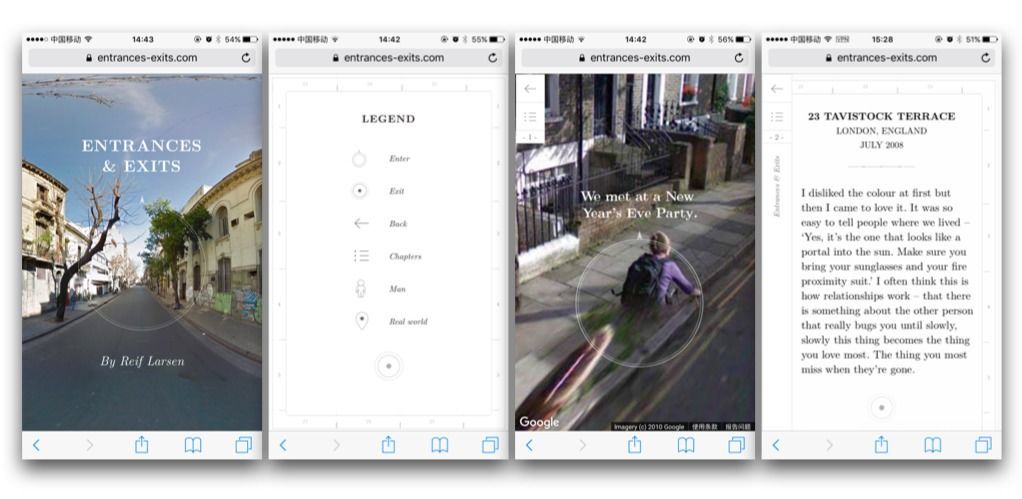 中国移动
14:43
54%
entrances-exits.com
ENTRANCES
& EXITS
By Reif Larsen
中国移动
14:42
55%
entrances-exits.com
LEGEND
Enter
Exit
Back
Chapters
Man
Real world
中国移动
14:42
56%
entrances-exits.com
- 1 -
We met at a New
Year's Eve Party.
Google
Imagery (c) 2010 Google
使用条款
报告问题
中国移动
VPN
15:28
51%
entrances-exits.com
- 2 -
Entrances & Exits
23 TAVISTOCK TERRACE
LONDON, ENGLAND
JULY 2008
I disliked the colour at first but
then I came to love it. It was so
easy to tell people where we lived –
‘Yes, it's the one that looks like a
portal into the sun. Make sure you
bring your sunglasses and your fire
proximity suit.’ I often think this is
how relationships work – that there
is something about the other person
that really bugs you until slowly,
slowly this thing becomes the thing
you love most. The thing you most
miss when they're gone.